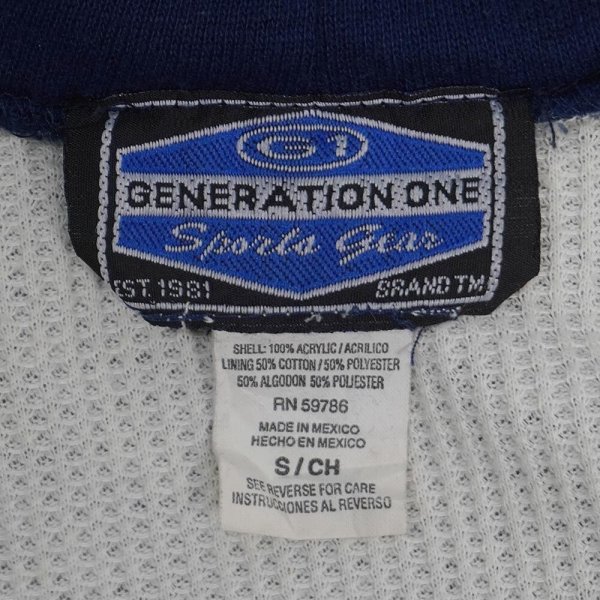 G1
GENERATION ONE
Sports Gear
EST. 1981 BRAND TM
SHELL: 100% ACRYLIC / ACRILICO
LINING 50% COTTON / 50% POLYESTER
50% ALGODON 50% POLIESTER
RN 59786
MADE IN MEXICO
HECHO EN MEXICO
S / CH
SEE REVERSE FOR CARE
INSTRUCCIONES AL REVERSO